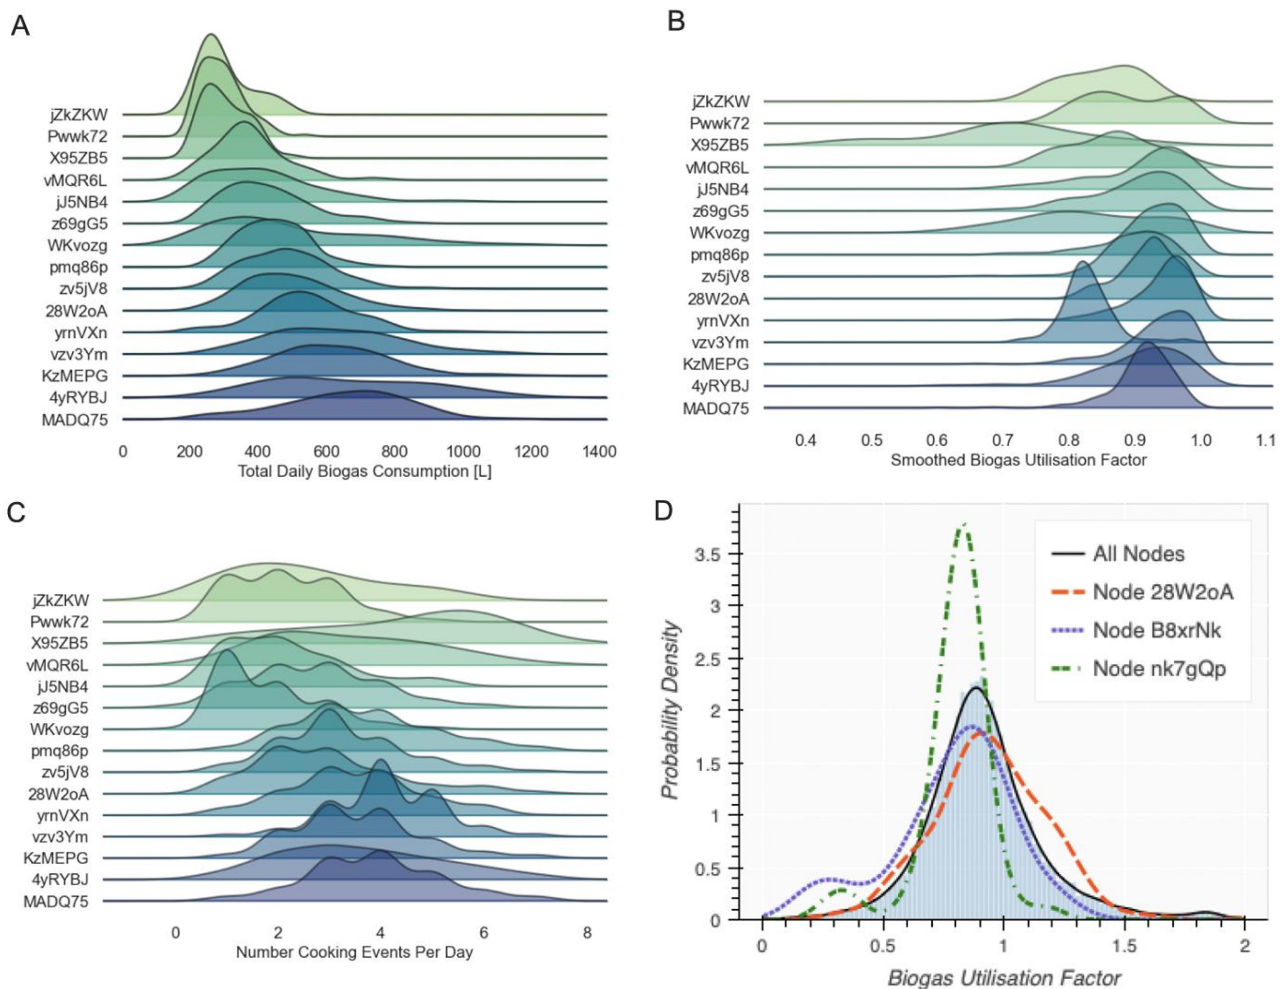 A
jZkZKW
Pwwk72
X95ZB5
vMQR6L
jJ5NB4
z69gG5
WKvozg
pmq86p
zv5jV8
28W2oA
yrnVXn
vzv3Ym
KzMEPG
4yRYBJ
MADQ75
0 200 400 600 800 1000 1200 1400
Total Daily Biogas Consumption [L]
B
jZkZKW
Pwwk72
X95ZB5
vMQR6L
jJ5NB4
z69gG5
WKvozg
pmq86p
zv5jV8
28W2oA
yrnVXn
vzv3Ym
KzMEPG
4yRYBJ
MADQ75
0.4 0.5 0.6 0.7 0.8 0.9 1.0 1.1
Smoothed Biogas Utilisation Factor
C
jZkZKW
Pwwk72
X95ZB5
vMQR6L
jJ5NB4
z69gG5
WKvozg
pmq86p
zv5jV8
28W2oA
yrnVXn
vzv3Ym
KzMEPG
4yRYBJ
MADQ75
0 2 4 6 8
Number Cooking Events Per Day
D
Probability Density
3.5
3
2.5
2
1.5
1
0.5
0
All Nodes
Node 28W2oA
Node B8xrNk
Node nk7gQp
0 0.5 1 1.5 2
Biogas Utilisation Factor